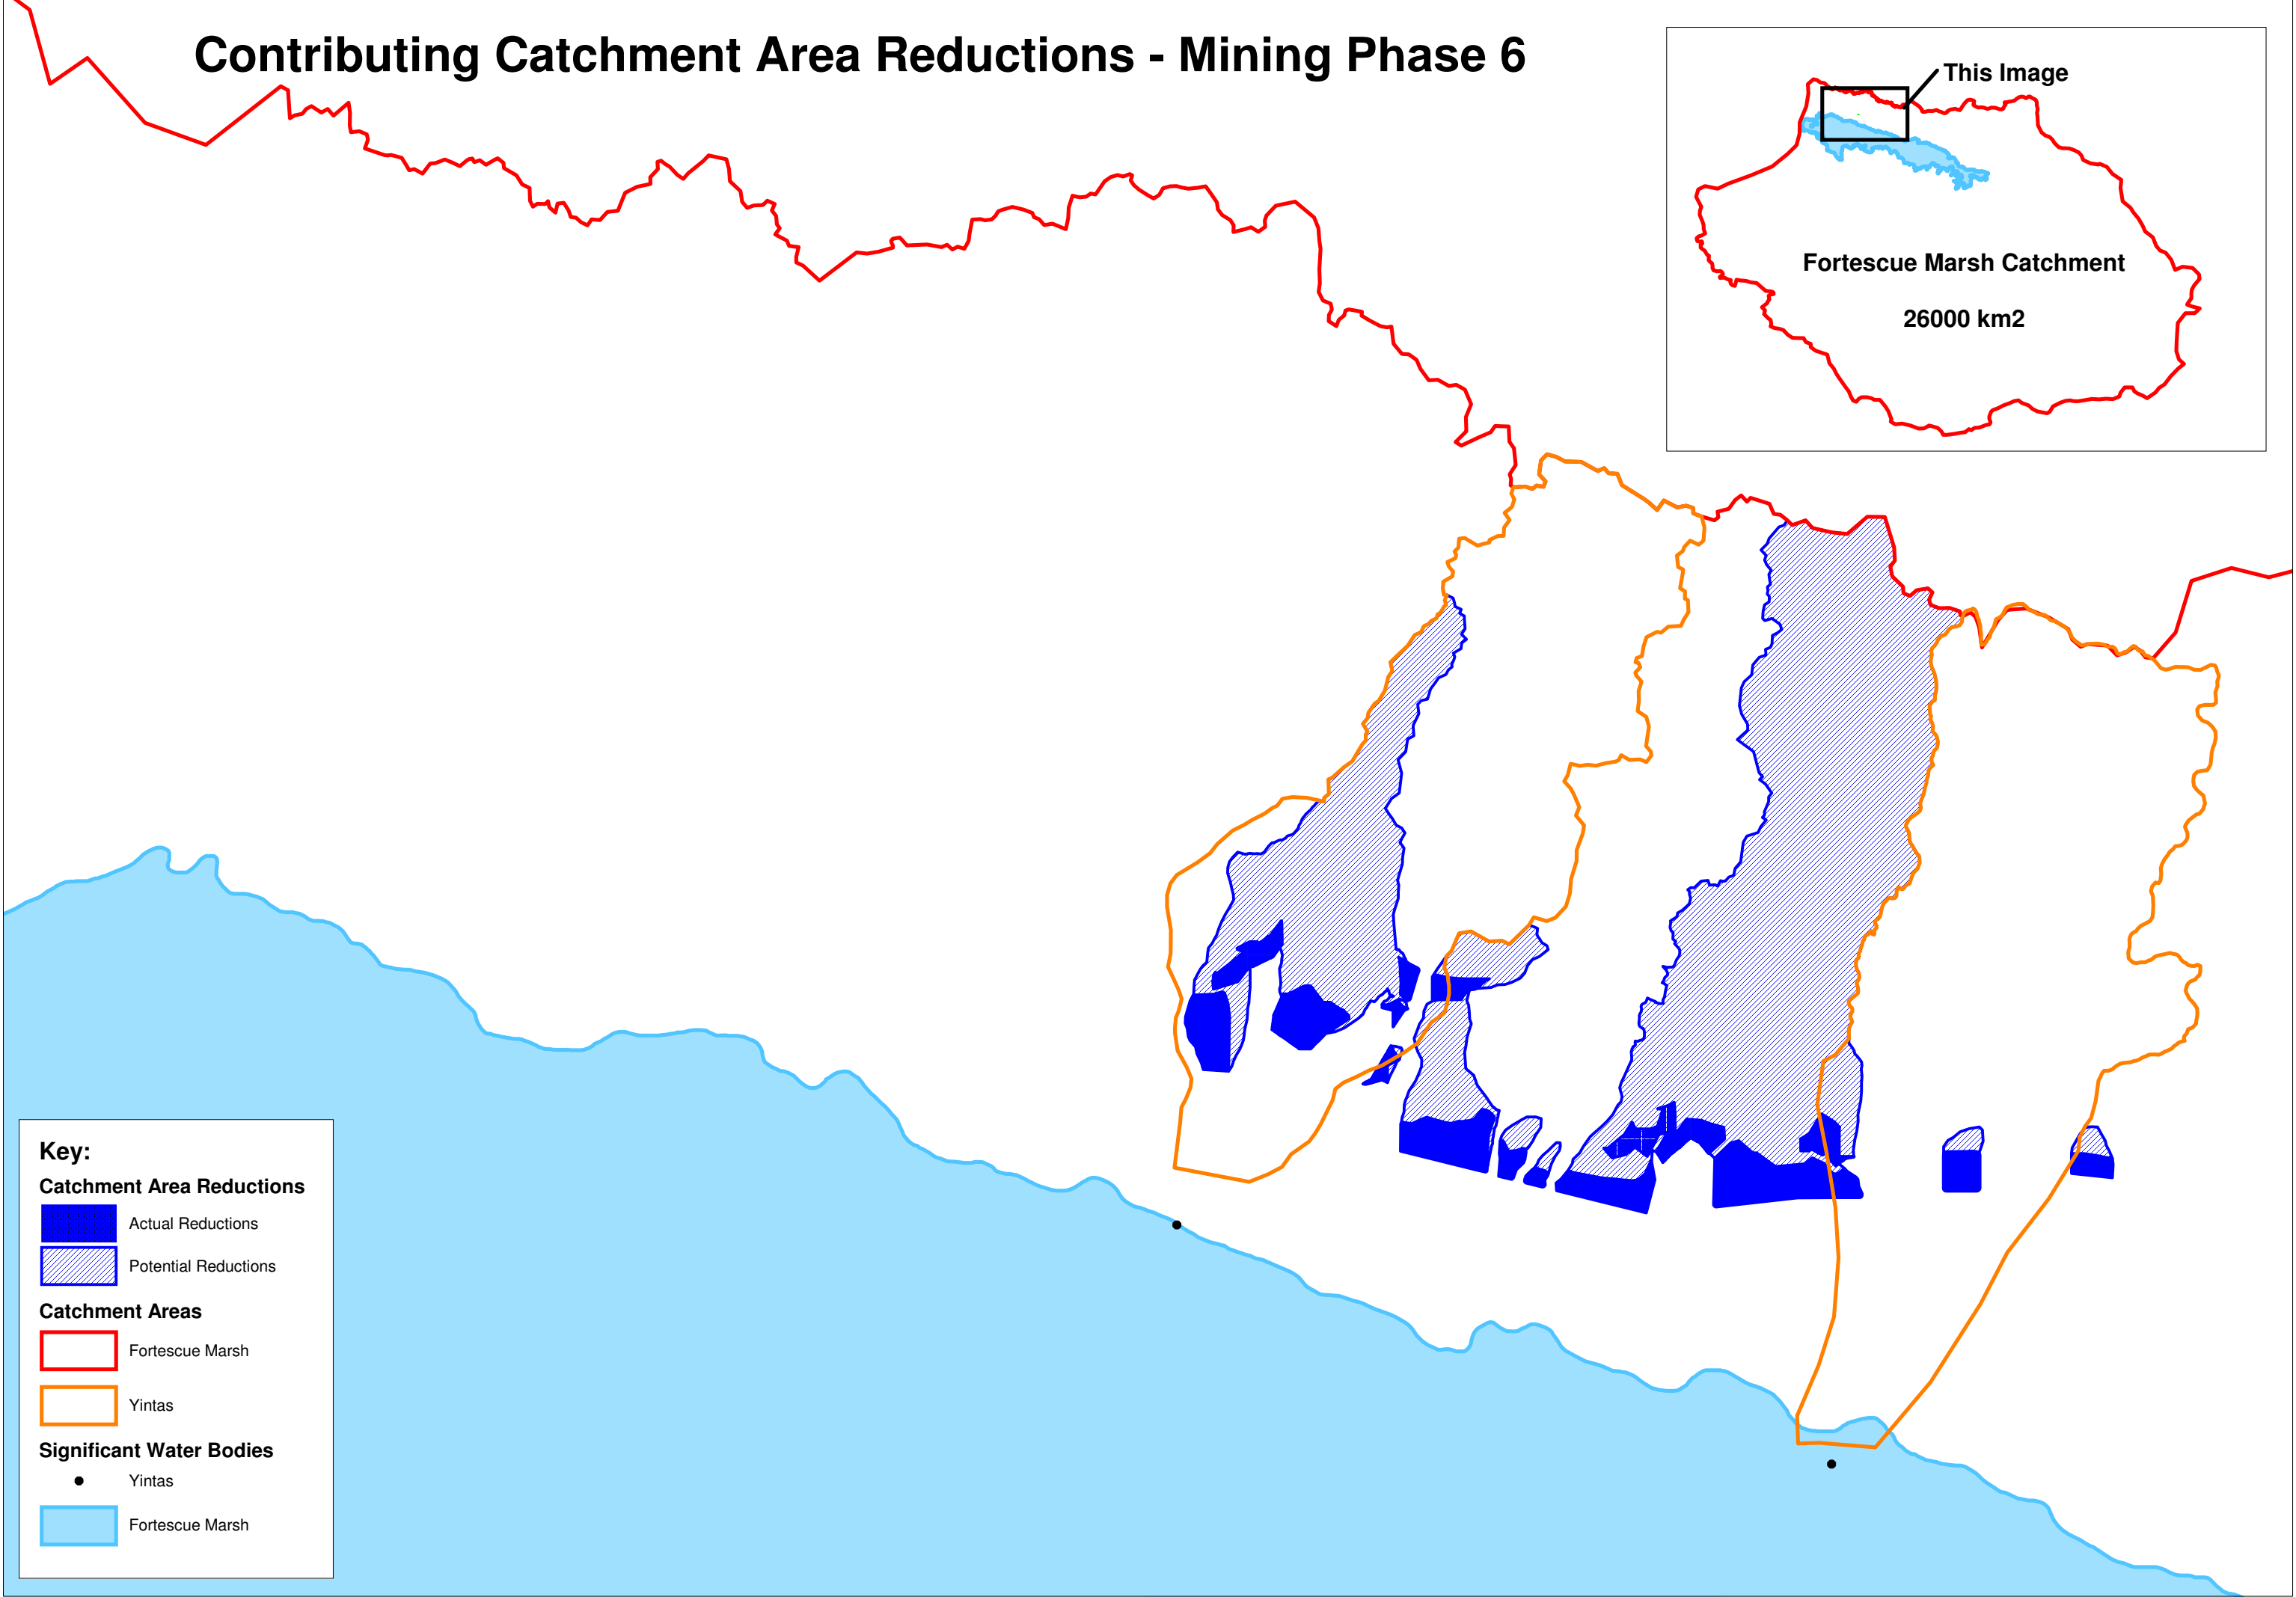 Contributing Catchment Area Reductions - Mining Phase 6
This Image
Fortescue Marsh Catchment
26000 km2
Key:
Catchment Area Reductions
Actual Reductions
Potential Reductions
Catchment Areas
Fortescue Marsh
Yintas
Significant Water Bodies
Yintas
Fortescue Marsh